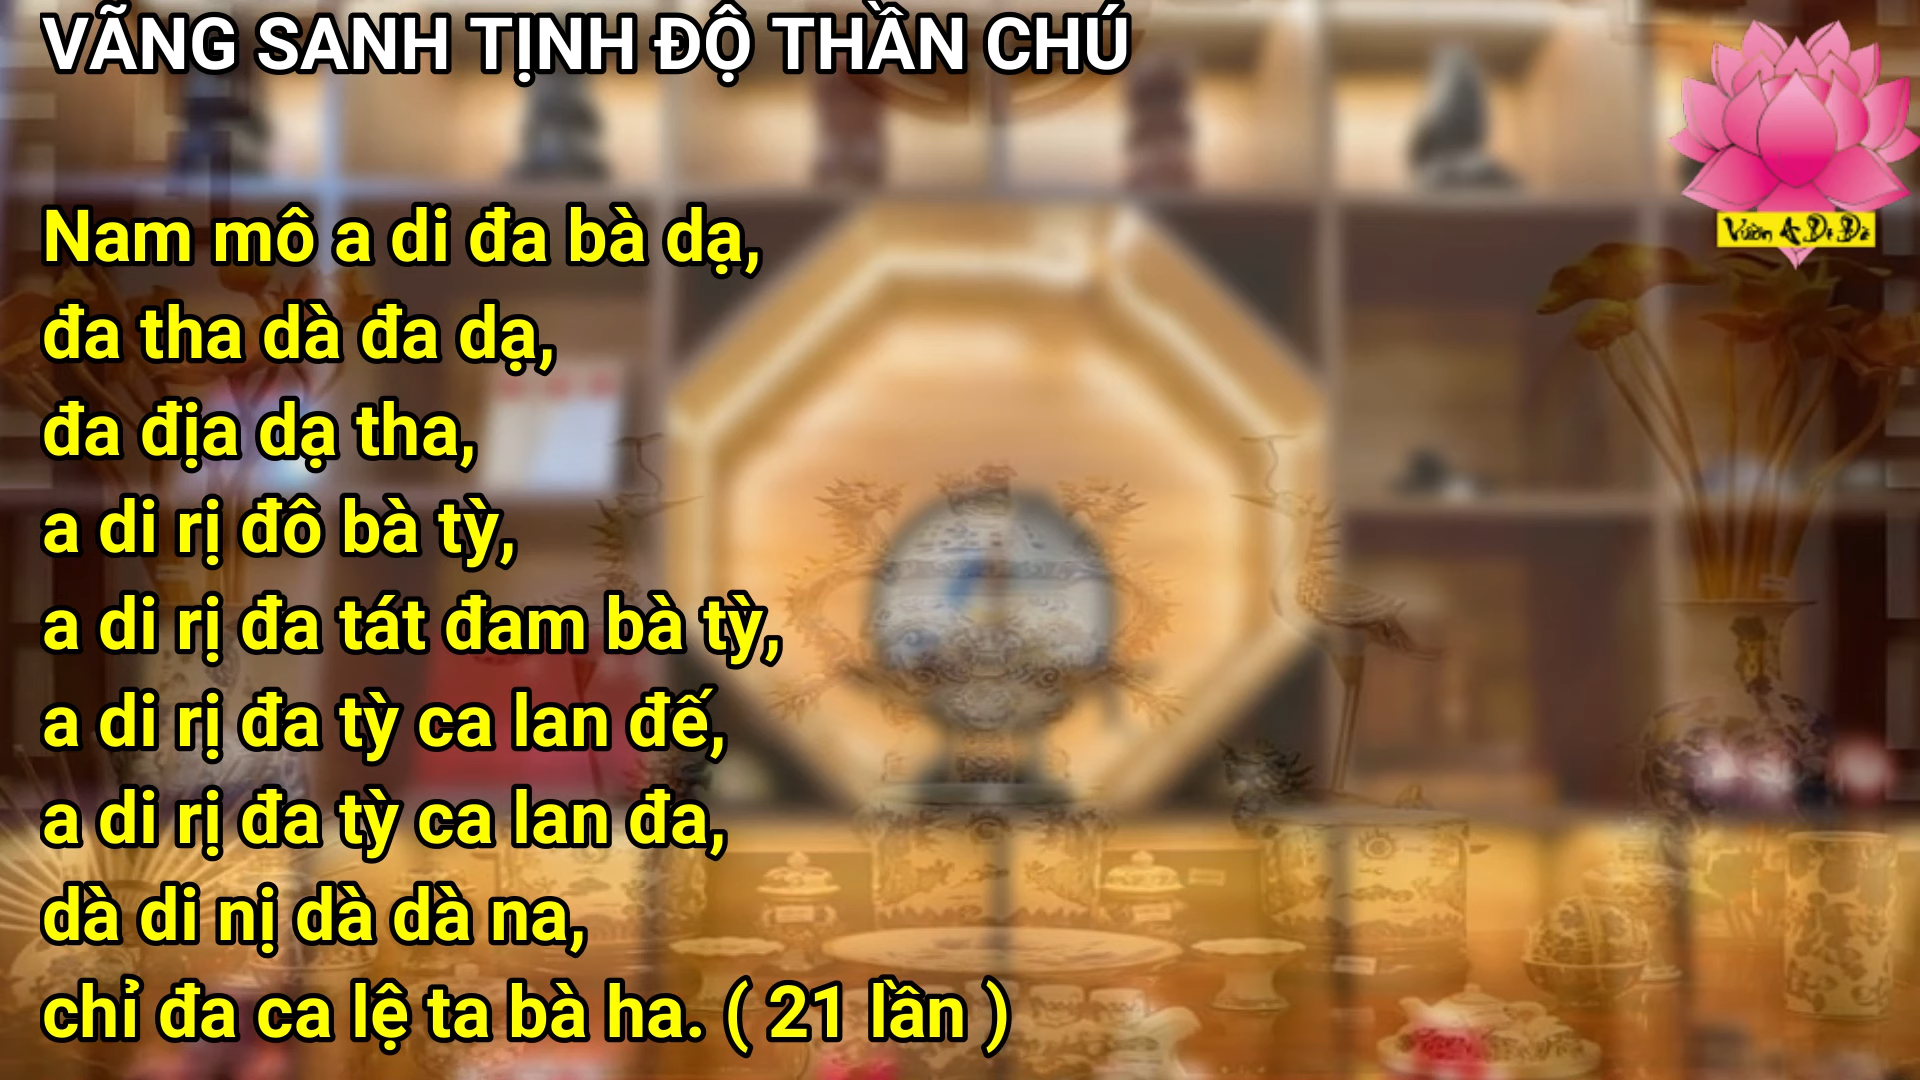 VÃNG SANH TỊNH ĐỘ THẦN CHÚ
Nam mô a di đa bà dạ,
đa tha dà đa dạ,
đa địa dạ tha,
a di rị đô bà tỳ,
a di rị đa tát đam bà tỳ,
a di rị đa tỳ ca lan đế,
a di rị đa tỳ ca lan đa,
dà di nị dà dà na,
chỉ đa ca lệ ta bà ha. ( 21 lần )
Vườn A Di Đà